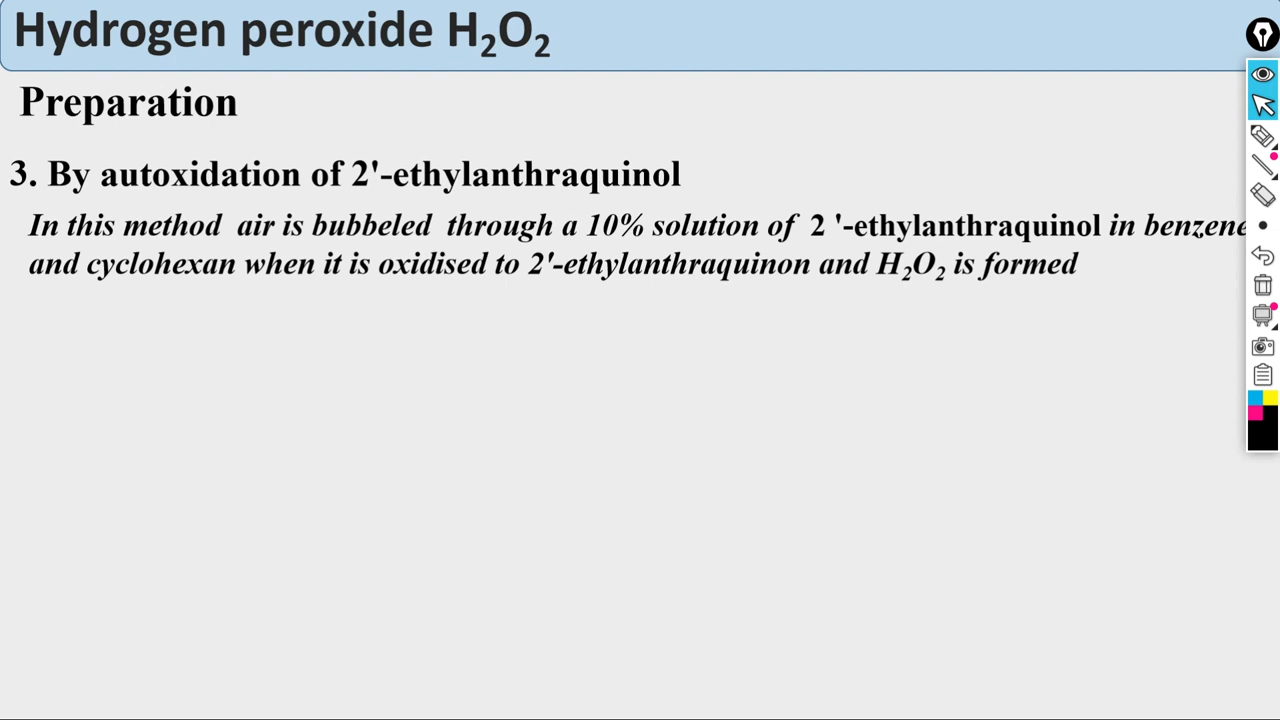 Hydrogen peroxide H₂O₂
Preparation
3. By autoxidation of 2'-ethylanthraquinol
In this method air is bubbeled through a 10% solution of 2 '-ethylanthraquinol in benzene
and cyclohexan when it is oxidised to 2'-ethylanthraquinon and H₂O₂ is formed